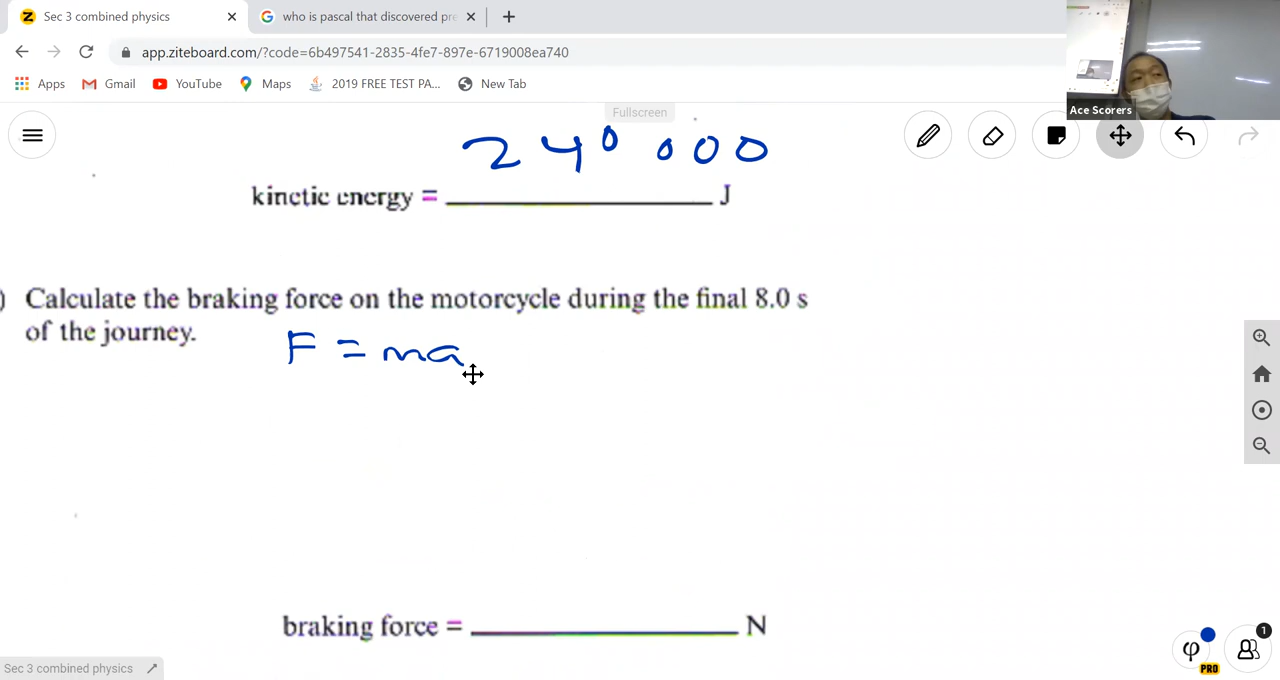 Sec 3 combined physics
who is pascal that discovered pre
app.ziteboard.com/?code=6b497541-2835-4fe7-897e-6719008ea740
Apps
Gmail
YouTube
Maps
2019 FREE TEST PA...
New Tab
Ace Scorers
Fullscreen
240 000
kinetic energy = J
) Calculate the braking force on the motorcycle during the final 8.0 s
of the journey.
F = ma
braking force = N
Sec 3 combined physics
φ
PRO
1